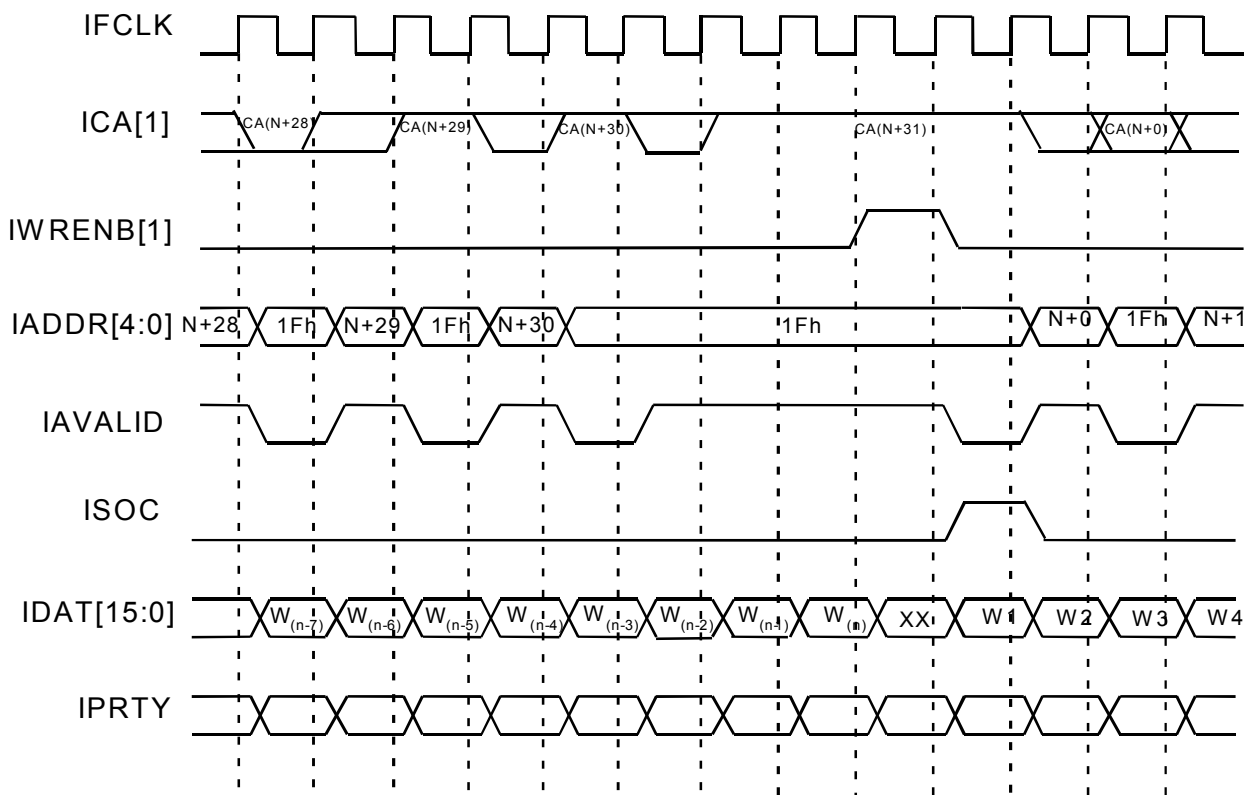 IFCLK
ICA[1] CA(N+28) CA(N+29) CA(N+30) CA(N+31) CA(N+0)
IWRENB[1]
IADDR[4:0] N+28 1Fh N+29 1Fh N+30 1Fh N+0 1Fh N+1
IAVALID
ISOC
IDAT[15:0] W(n-7) W(n-6) W(n-5) W(n-4) W(n-3) W(n-2) W(n-1) W(n) XX W1 W2 W3 W4
IPRTY